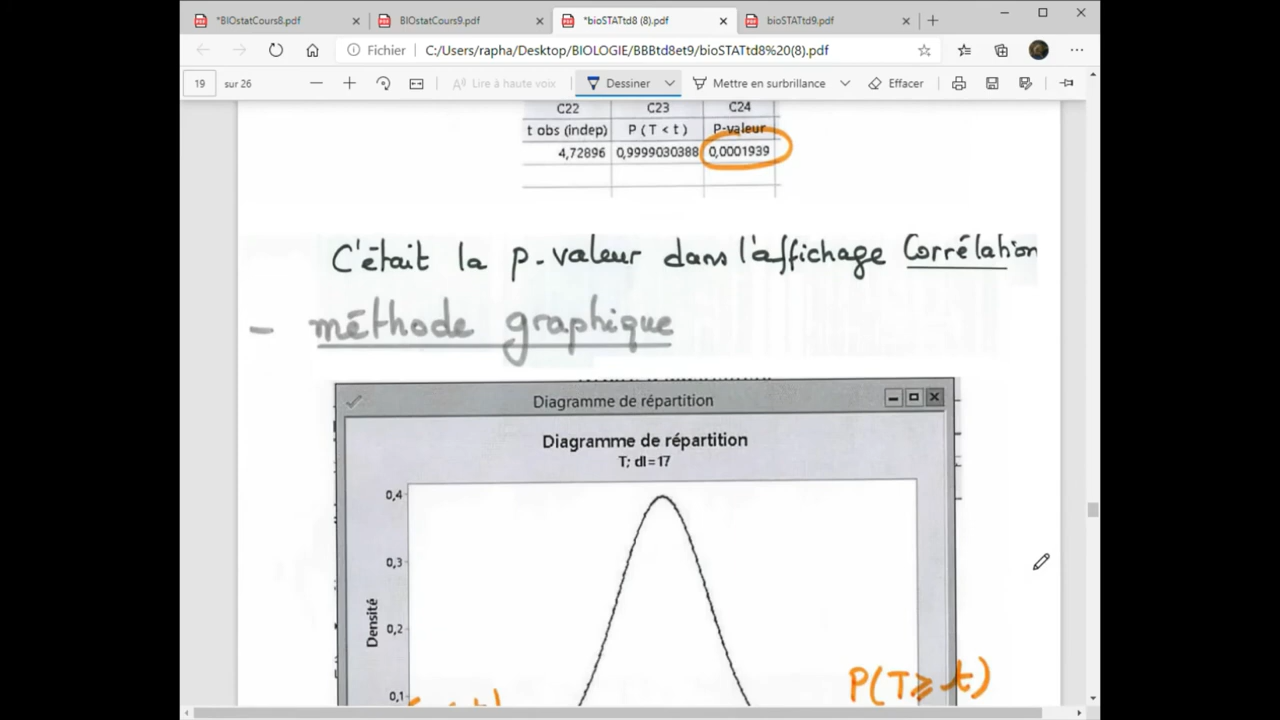 *BIOstatCours8.pdf
BIOstatCours9.pdf
*bioSTATtd8 (8).pdf
bioSTATtd9.pdf
Fichier
C:/Users/rapha/Desktop/BIOLOGIE/BBBtd8et9/bioSTATtd8%20(8).pdf
19 sur 26
Lire à haute voix
Dessiner
Mettre en surbrillance
Effacer
C22 C23 C24
t obs (indep) P ( T < t ) P-valeur
4,72896 0,9999030388 0,0001939
C'était la p-valeur dans l'affichage Corrélation
- méthode graphique
Diagramme de répartition
Diagramme de répartition
T; dl=17
0,4
0,3
Densité
0,2
0,1
P(T⩾t)